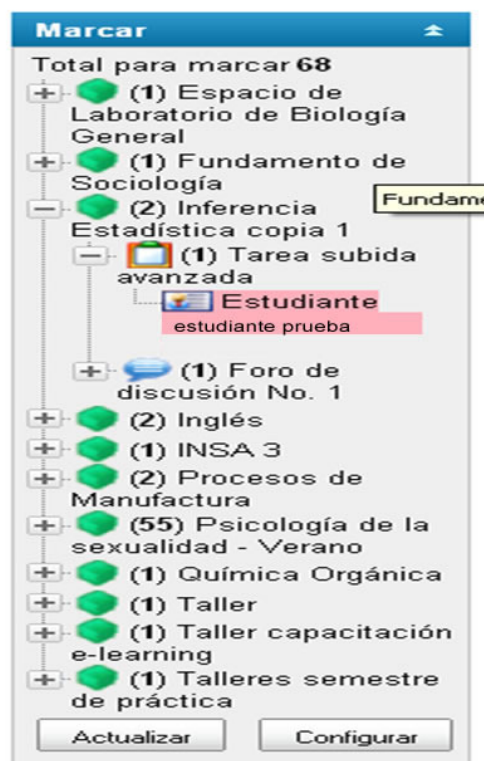 Marcar
Total para marcar 68
(1) Espacio de
Laboratorio de Biología
General
(1) Fundamento de
Sociología
Fundame
(2) Inferencia
Estadística copia 1
(1) Tarea subida
avanzada
Estudiante
estudiante prueba
(1) Foro de
discusión No. 1
(2) Inglés
(1) INSA 3
(2) Procesos de
Manufactura
(55) Psicología de la
sexualidad - Verano
(1) Química Orgánica
(1) Taller
(1) Taller capacitación
e-learning
(1) Talleres semestre
de práctica
Actualizar Configurar